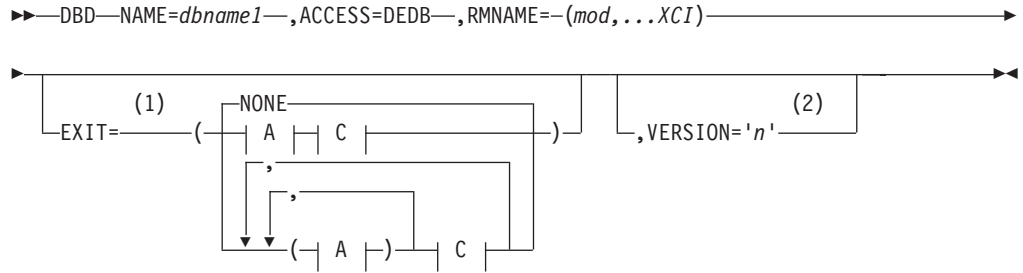 DBD NAME=dbname1 ,ACCESS=DEDB ,RMNAME= (mod,...XCI)
(1) NONE (2)
EXIT= ( A C ) ,VERSION='n'
,
,
( A ) C